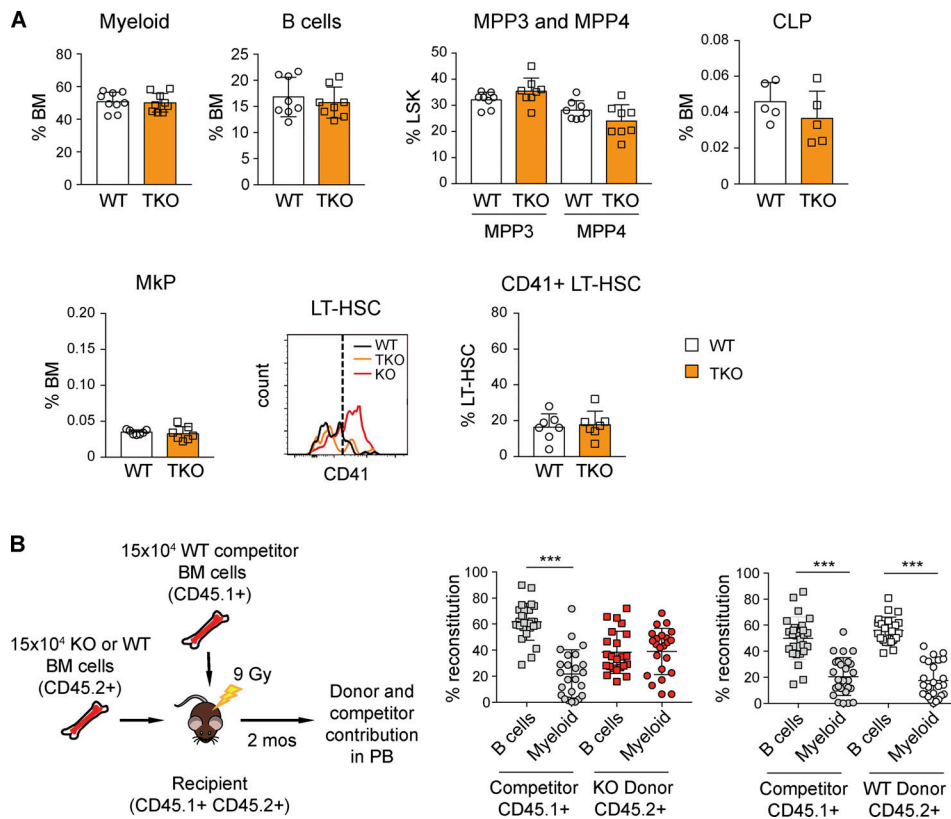 A
Myeloid
% BM
80
60
40
20
0
WT TKO
B cells
% BM
25
20
15
10
5
0
WT TKO
MPP3 and MPP4
% LSK
50
40
30
20
10
0
WT TKO WT TKO
MPP3 MPP4
CLP
% BM
0.08
0.06
0.04
0.02
0
WT TKO
MkP
% BM
0.20
0.15
0.10
0.05
0
WT TKO
LT-HSC
count
WT
TKO
KO
CD41
CD41+ LT-HSC
% LT-HSC
80
60
40
20
0
WT TKO
WT
TKO
B
15x10⁴ WT competitor
BM cells
(CD45.1+)
15x10⁴ KO or WT
BM cells
(CD45.2+)
9 Gy
2 mos
Donor and
competitor
contribution
in PB
Recipient
(CD45.1+ CD45.2+)
% reconstitution
100
80
60
40
20
0
***
B cells
Myeloid
B cells
Myeloid
Competitor KO Donor
CD45.1+ CD45.2+
% reconstitution
100
80
60
40
20
0
*** ***
B cells
Myeloid
B cells
Myeloid
Competitor WT Donor
CD45.1+ CD45.2+